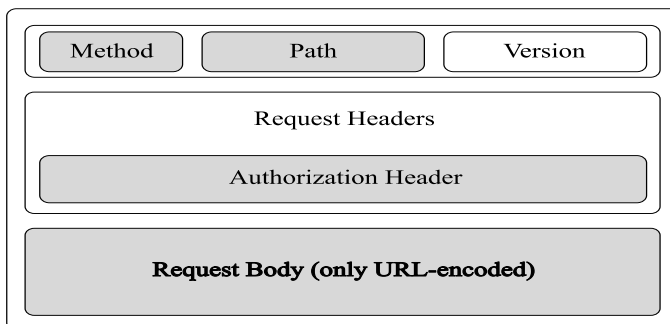 Method Path Version
Request Headers
Authorization Header
Request Body (only URL-encoded)